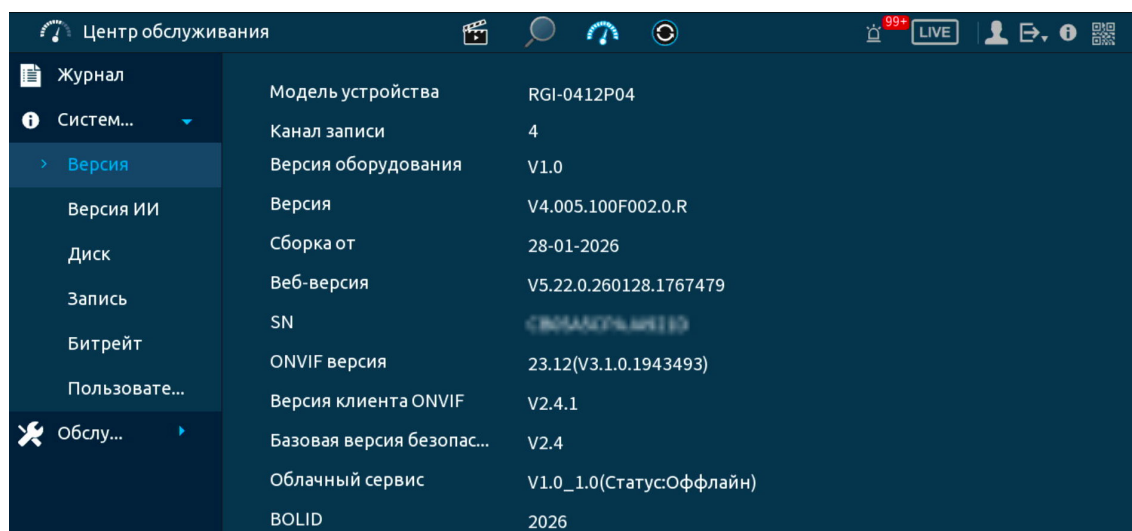 Центр обслуживания
99+
LIVE
Журнал
Систем...
Версия
Версия ИИ
Диск
Запись
Битрейт
Пользовате...
Обслу...
Модель устройства RGI-0412P04
Канал записи 4
Версия оборудования V1.0
Версия V4.005.100F002.0.R
Сборка от 28-01-2026
Веб-версия V5.22.0.260128.1767479
SN
ONVIF версия 23.12(V3.1.0.1943493)
Версия клиента ONVIF V2.4.1
Базовая версия безопас... V2.4
Облачный сервис V1.0_1.0(Статус:Оффлайн)
BOLID 2026